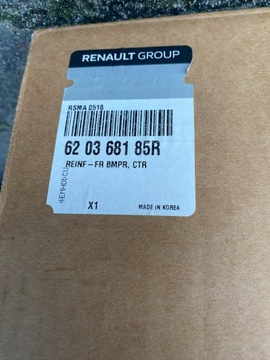 RENAULT GROUP
RSMA 0518
62 03 681 85R
REINF-FR BMPR, CTR
X1
MADE IN KOREA